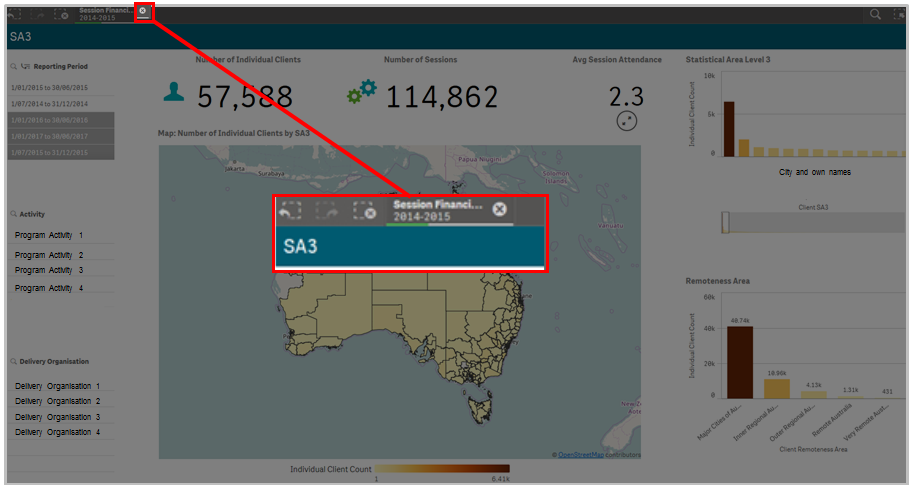 Session Financi...
2014-2015
SA3
Reporting Period
1/01/2015 to 30/06/2015
1/07/2014 to 31/12/2014
1/01/2016 to 30/06/2016
1/01/2017 to 30/06/2017
1/07/2015 to 31/12/2015
Activity
Program Activity 1
Program Activity 2
Program Activity 3
Program Activity 4
Delivery Organisation
Delivery Organisation 1
Delivery Organisation 2
Delivery Organisation 3
Delivery Organisation 4
Number of Individual Clients
57,588
Number of Sessions
114,862
Avg Session Attendance
2.3
Map: Number of Individual Clients by SA3
Jakarta
Surabaya
Papua Niugini
Solomon
Islands
Vanuatu
Session Financi...
2014-2015
SA3
© OpenStreetMap contributors
Individual Client Count
1
6.41k
Statistical Area Level 3
Individual Client Count
10k
5k
0
City and own names
Client SA3
Remoteness Area
Individual Client Count
60k
40k
20k
0
40.74k
4.13k
1.31k
431
Major Cities of Au...
Inner Regional Au...
Outer Regional Au...
Remote Australia
Very Remote Aust...
Client Remoteness Area